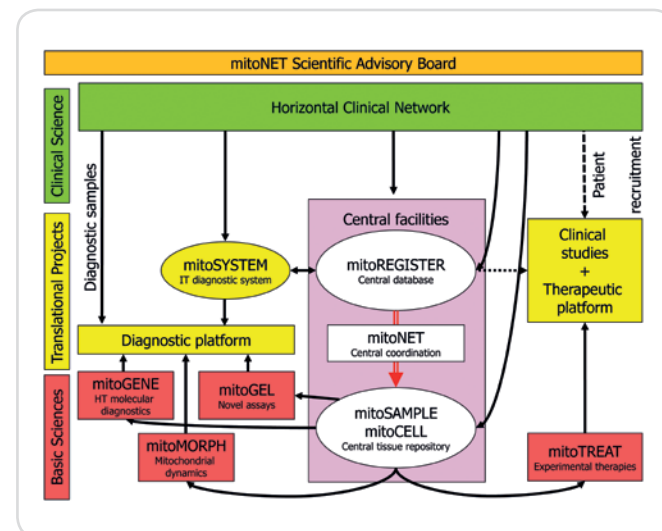 mitoNET Scientific Advisory Board
Clinical Science
Horizontal Clinical Network
Diagnostic samples
Patient
recruitment
Translational Projects
Central facilities
mitoSYSTEM
IT diagnostic system
mitoREGISTER
Central database
Clinical
studies
+
Therapeutic
platform
Diagnostic platform
mitoNET
Central coordination
Basic Sciences
mitoGENE
HT molecular
diagnostics
mitoGEL
Novel assays
mitoSAMPLE
mitoCELL
Central tissue repository
mitoMORPH
Mitochondrial
dynamics
mitoTREAT
Experimental therapies